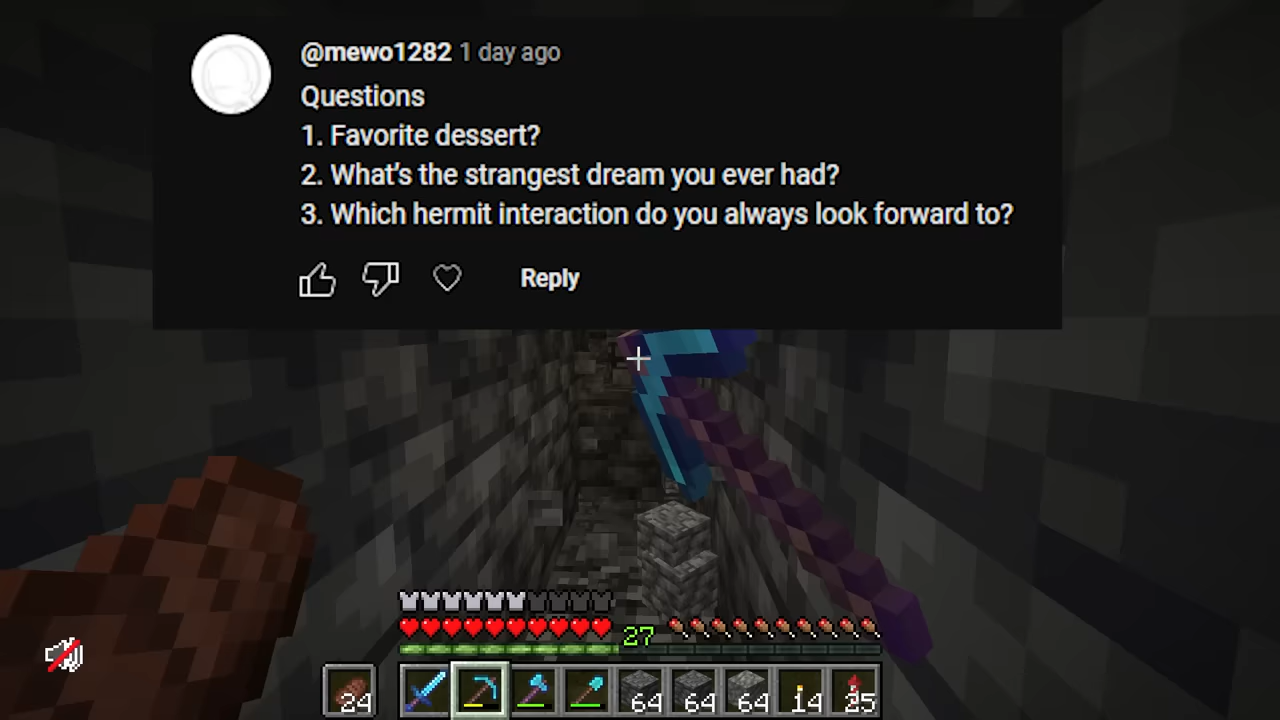 @mewo1282 1 day ago
Questions
1. Favorite dessert?
2. What's the strangest dream you ever had?
3. Which hermit interaction do you always look forward to?
Reply
27
24 64 64 64 14 25